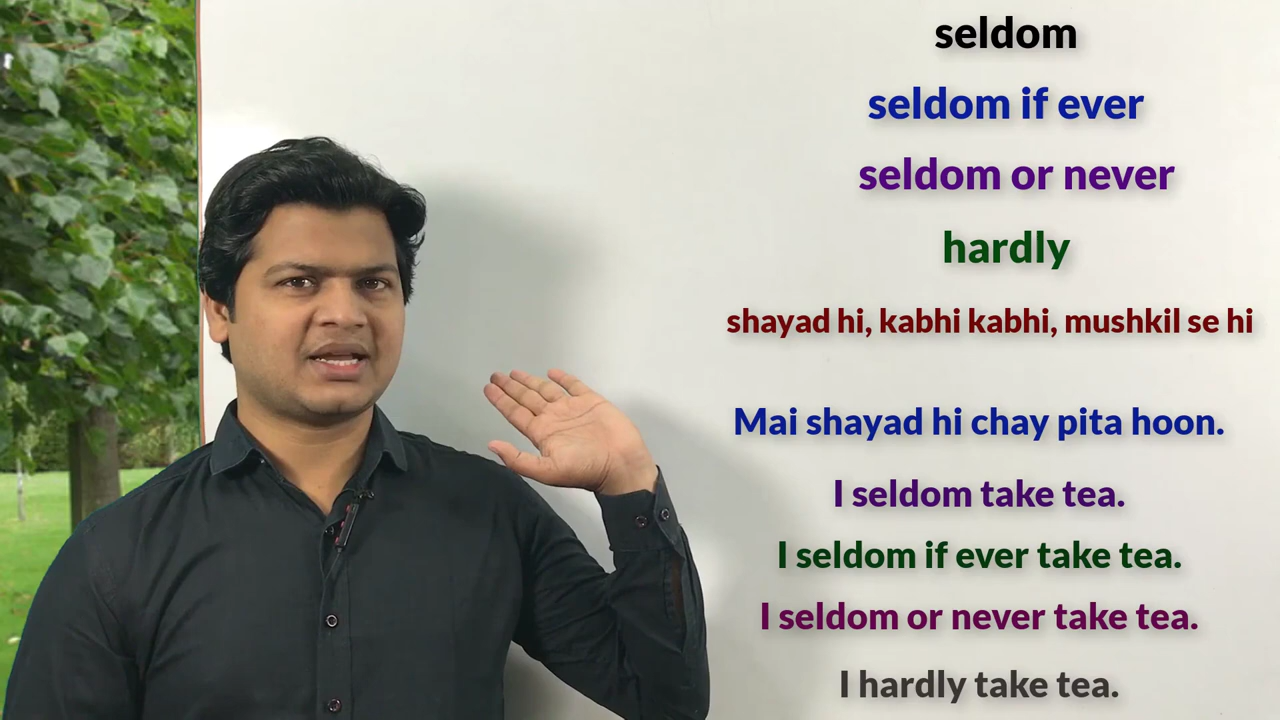 seldom
seldom if ever
seldom or never
hardly
shayad hi, kabhi kabhi, mushkil se hi
Mai shayad hi chay pita hoon.
I seldom take tea.
I seldom if ever take tea.
I seldom or never take tea.
I hardly take tea.